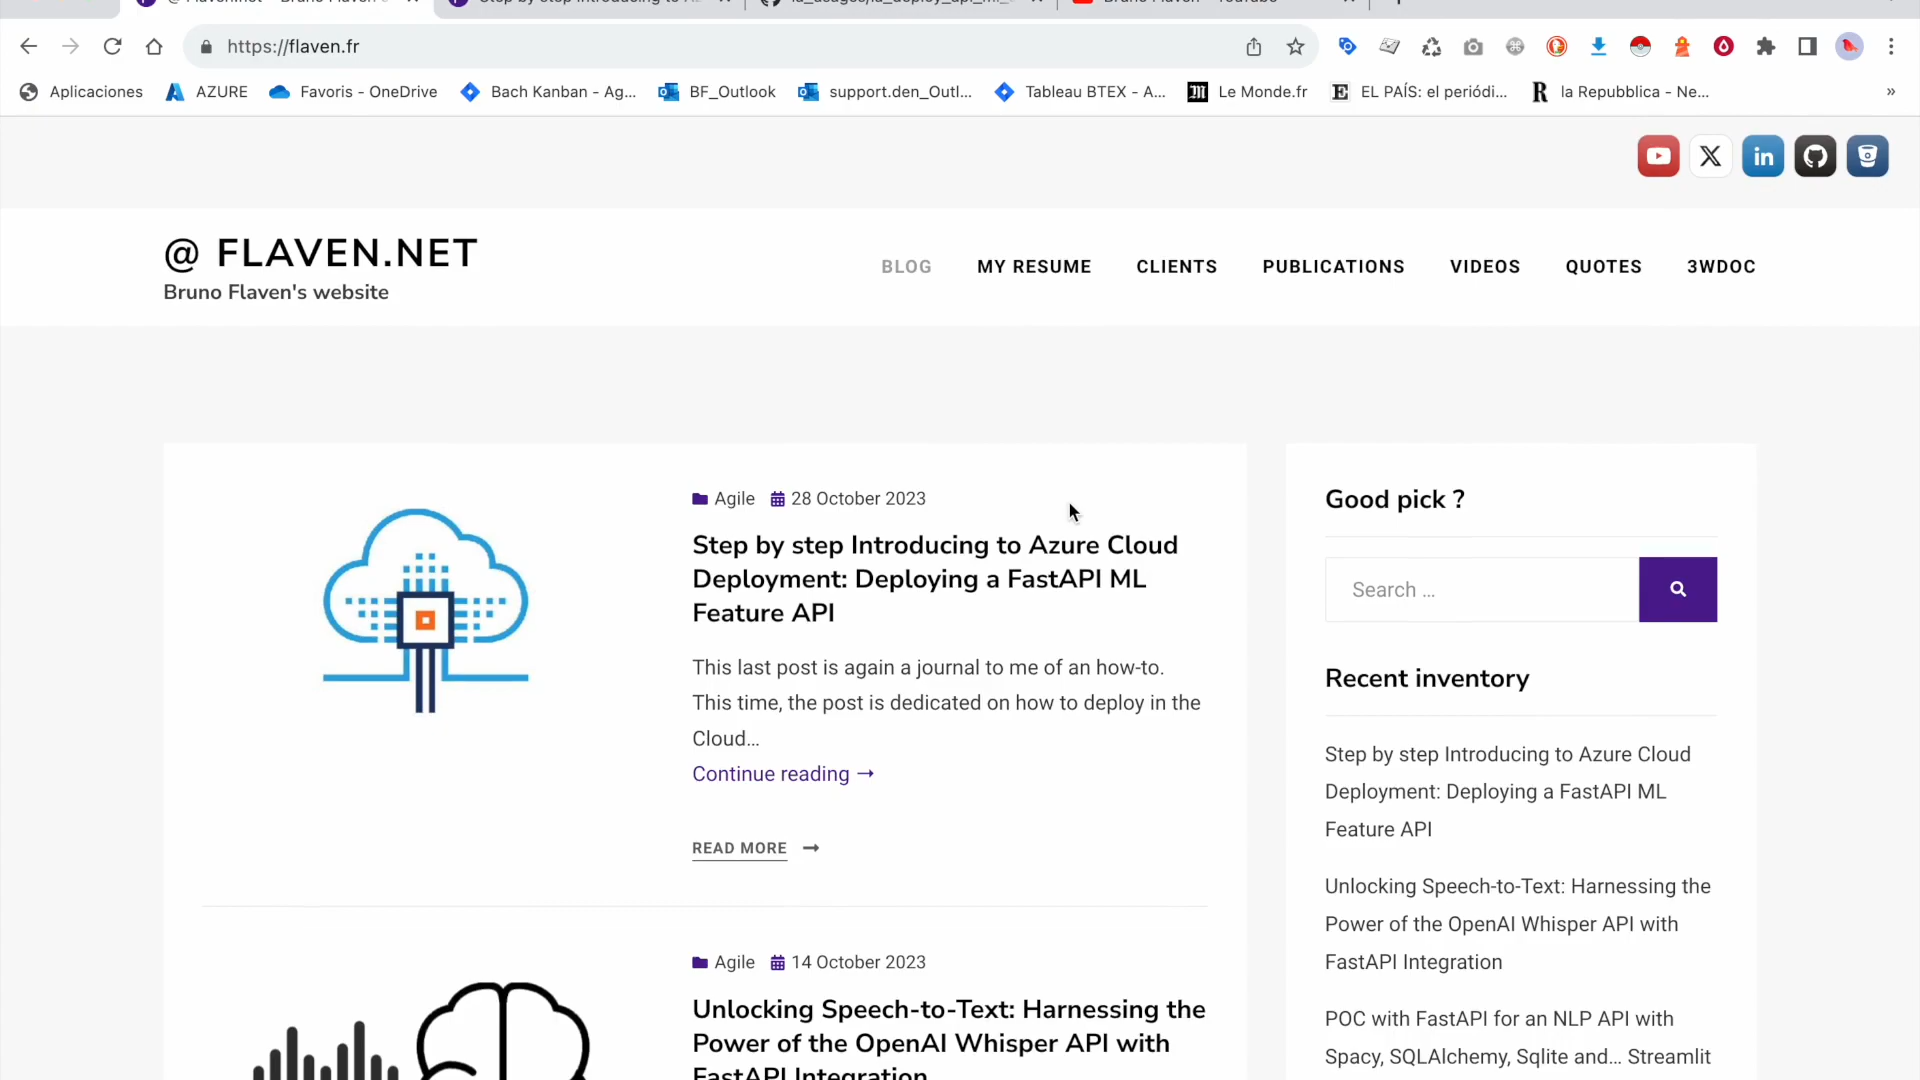 https://flaven.fr
Aplicaciones AZURE Favoris - OneDrive Bach Kanban - Ag... BF_Outlook support.den_Outl... Tableau BTEX - A... Le Monde.fr EL PAÍS: el periódi... la Repubblica - Ne... »
@ FLAVEN.NET
Bruno Flaven's website
BLOG MY RESUME CLIENTS PUBLICATIONS VIDEOS QUOTES 3WDOC
Agile 28 October 2023
Step by step Introducing to Azure Cloud
Deployment: Deploying a FastAPI ML
Feature API
This last post is again a journal to me of an how-to.
This time, the post is dedicated on how to deploy in the
Cloud…
Continue reading →
READ MORE →
Agile 14 October 2023
Unlocking Speech-to-Text: Harnessing the
Power of the OpenAI Whisper API with
FastAPI Integration
Good pick ?
Search …
Recent inventory
Step by step Introducing to Azure Cloud
Deployment: Deploying a FastAPI ML
Feature API
Unlocking Speech-to-Text: Harnessing the
Power of the OpenAI Whisper API with
FastAPI Integration
POC with FastAPI for an NLP API with
Spacy, SQLAlchemy, Sqlite and… Streamlit